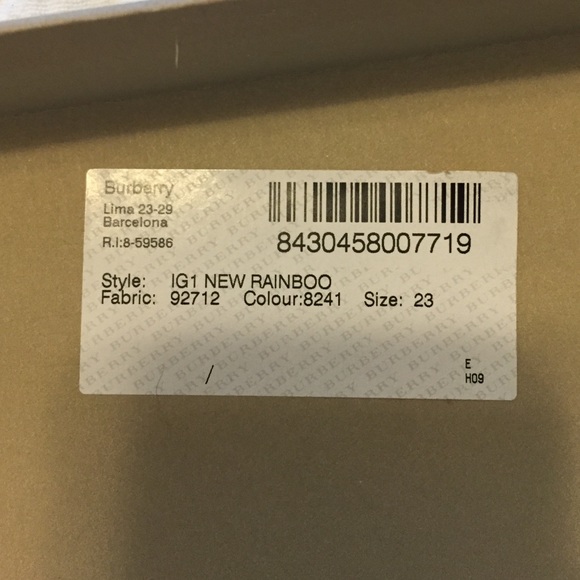 Burberry
Lima 23-29
Barcelona
R.I:8-59586
8430458007719
Style: IG1 NEW RAINBOO
Fabric: 92712 Colour:8241 Size: 23
/
E
H09